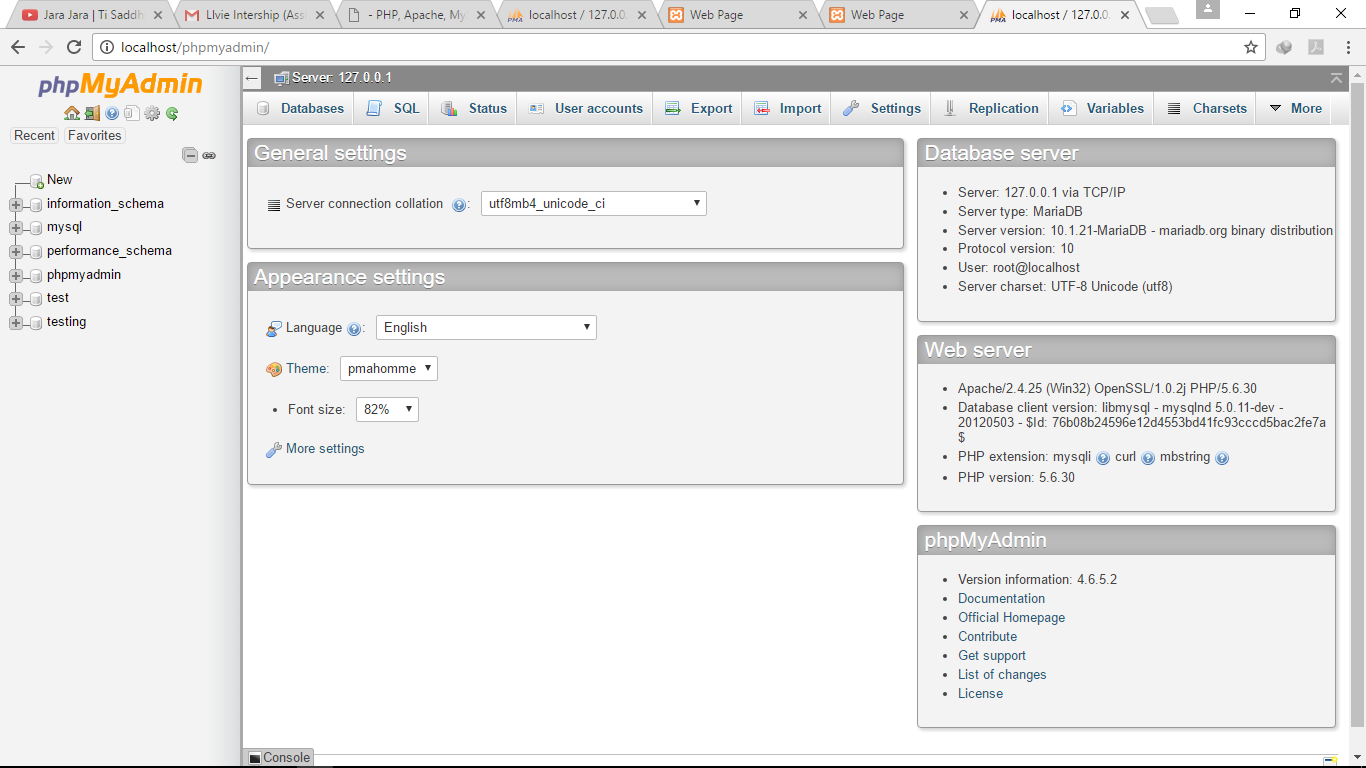 Jara Jara | Ti Saddh
LIvie Intership (Ass
- PHP, Apache, My
localhost / 127.0.0.
Web Page
Web Page
localhost / 127.0.0.
localhost/phpmyadmin/
phpMyAdmin
Recent Favorites
New
information_schema
mysql
performance_schema
phpmyadmin
test
testing
Server: 127.0.0.1
Databases SQL Status User accounts Export Import Settings Replication Variables Charsets More
General settings
Server connection collation : utf8mb4_unicode_ci
Appearance settings
Language : English
Theme: pmahomme
Font size: 82%
More settings
Database server
Server: 127.0.0.1 via TCP/IP
Server type: MariaDB
Server version: 10.1.21-MariaDB - mariadb.org binary distribution
Protocol version: 10
User: root@localhost
Server charset: UTF-8 Unicode (utf8)
Web server
Apache/2.4.25 (Win32) OpenSSL/1.0.2j PHP/5.6.30
Database client version: libmysql - mysqlnd 5.0.11-dev -
20120503 - $Id: 76b08b24596e12d4553bd41fc93cccd5bac2fe7a
$
PHP extension: mysqli curl mbstring
PHP version: 5.6.30
phpMyAdmin
Version information: 4.6.5.2
Documentation
Official Homepage
Contribute
Get support
List of changes
License
Console